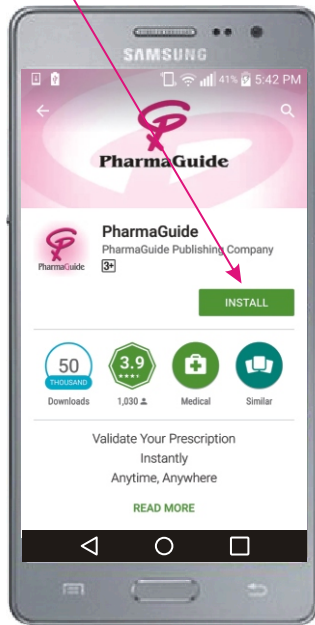 SAMSUNG
41% 5:42 PM
PharmaGuide
PharmaGuide
PharmaGuide Publishing Company
PharmaGuide
3+
INSTALL
50
THOUSAND
3.9
Downloads
1,030
Medical
Similar
Validate Your Prescription
Instantly
Anytime, Anywhere
READ MORE